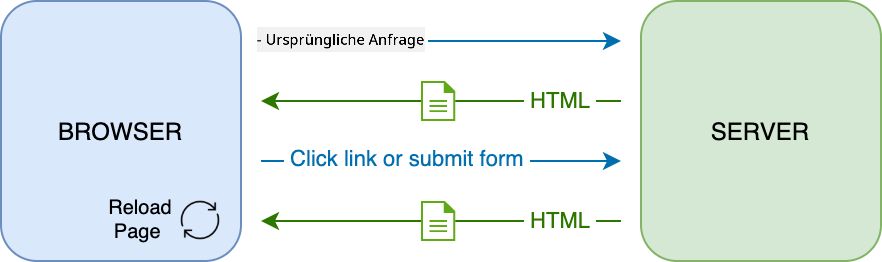 - Ursprüngliche Anfrage
HTML
BROWSER
SERVER
Click link or submit form
Reload
Page
HTML